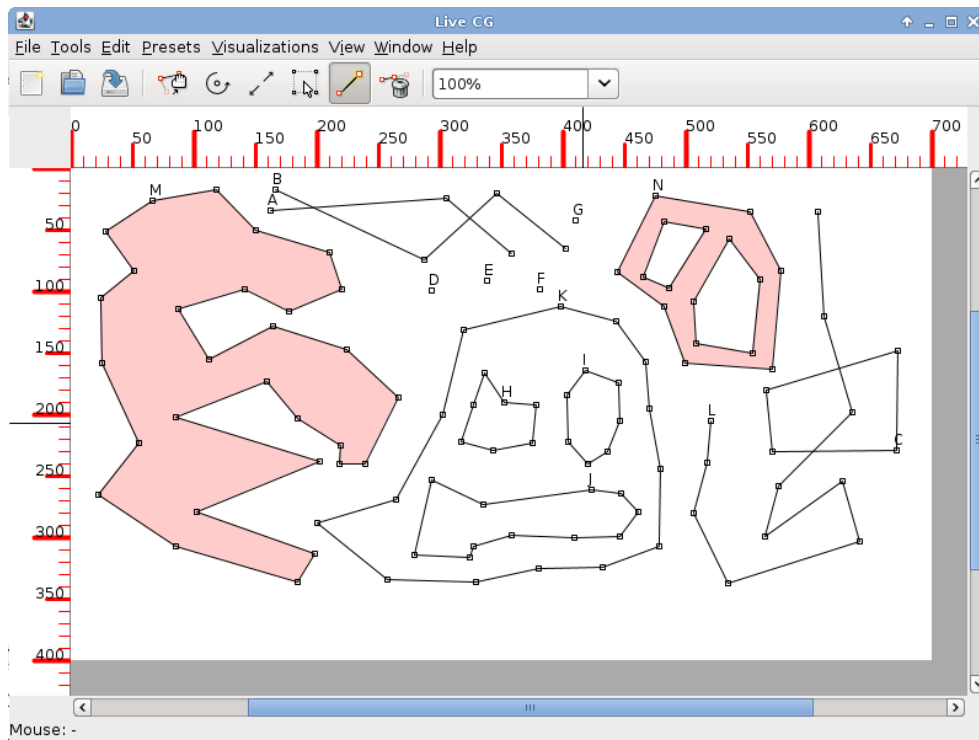 Live CG
File Tools Edit Presets Visualizations View Window Help
100%
0 50 100 150 200 250 300 350 400 450 500 550 600 650 700
50
100
150
200
250
300
350
400
M
B
A
N
G
D
E
F
K
I
H
J
L
C
Mouse: -